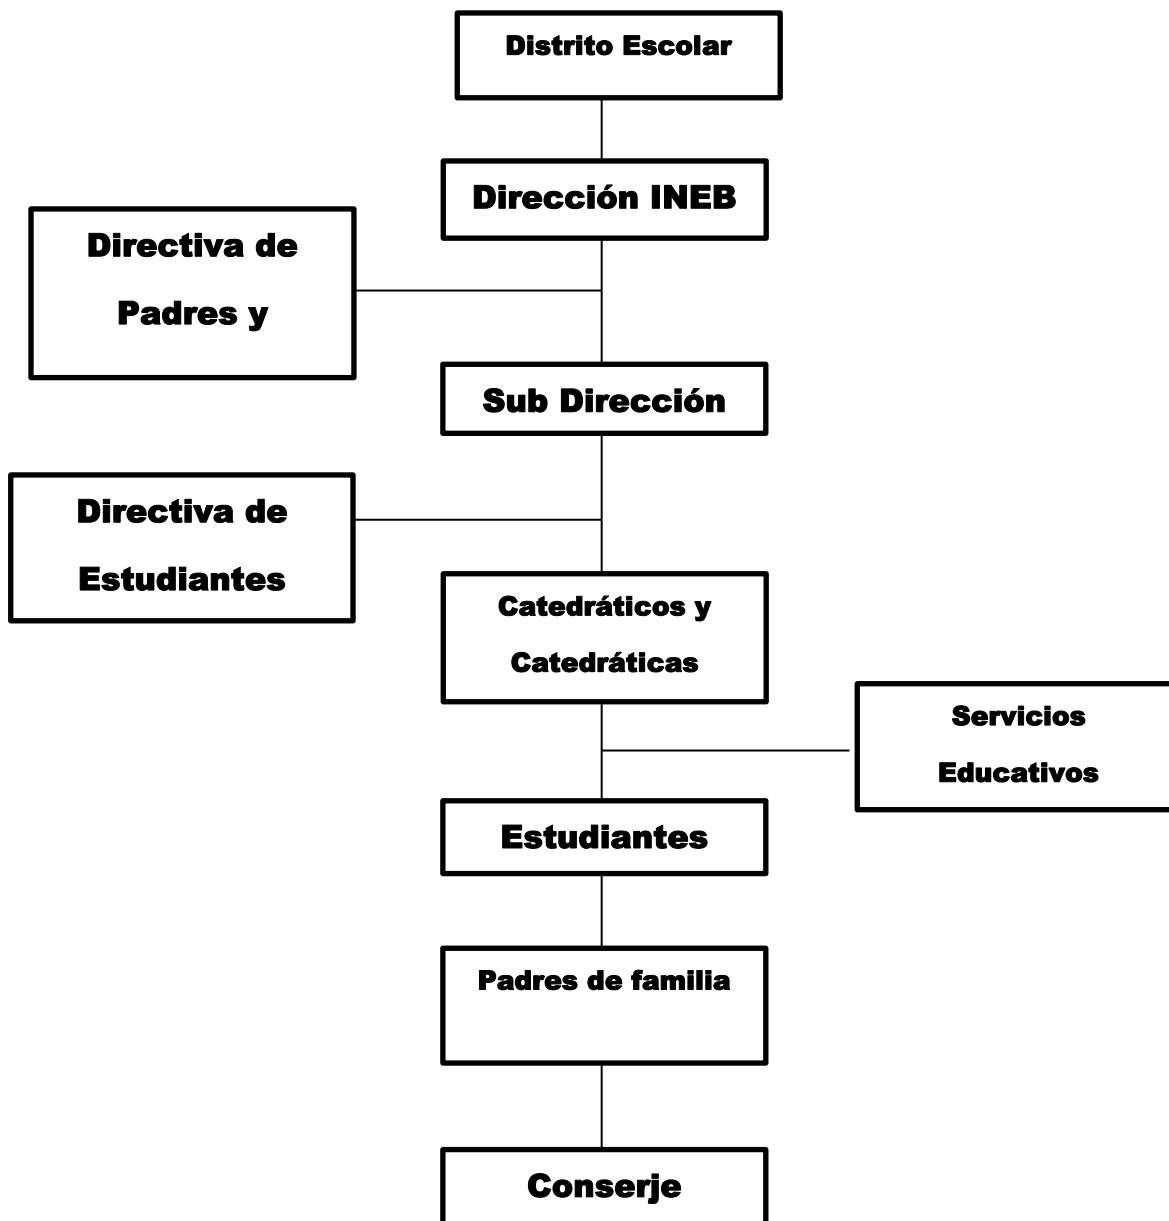 Distrito Escolar
Dirección INEB
Directiva de
Padres y
Sub Dirección
Directiva de
Estudiantes
Catedráticos y
Catedráticas
Servicios
Educativos
Estudiantes
Padres de familia
Conserje